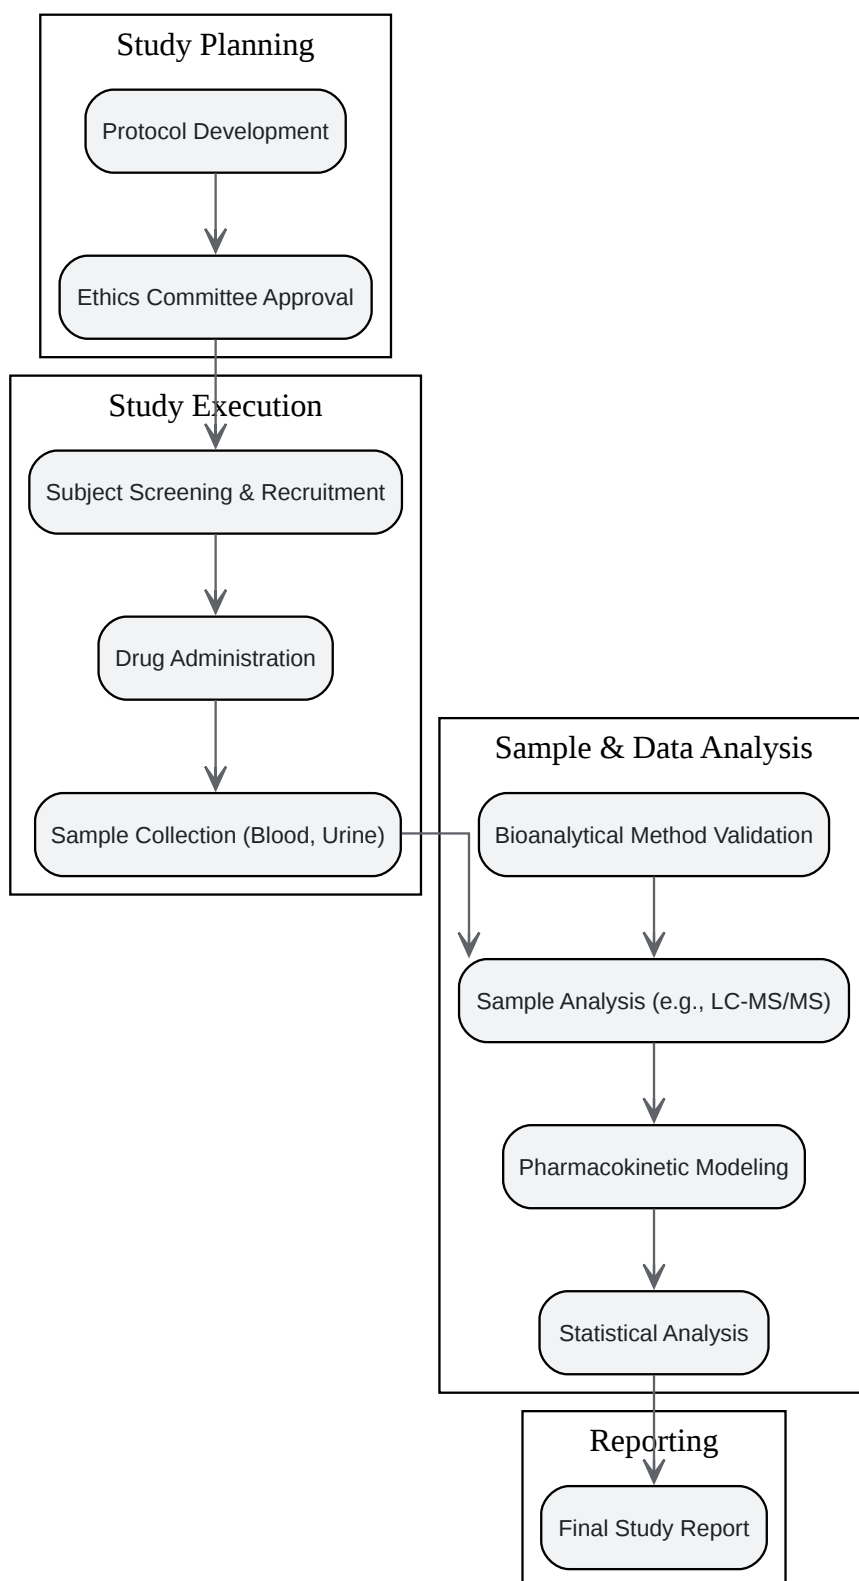 Study Planning
Protocol Development
Ethics Committee Approval
Study Execution
Subject Screening & Recruitment
Drug Administration
Sample Collection (Blood, Urine)
Sample & Data Analysis
Bioanalytical Method Validation
Sample Analysis (e.g., LC-MS/MS)
Pharmacokinetic Modeling
Statistical Analysis
Reporting
Final Study Report